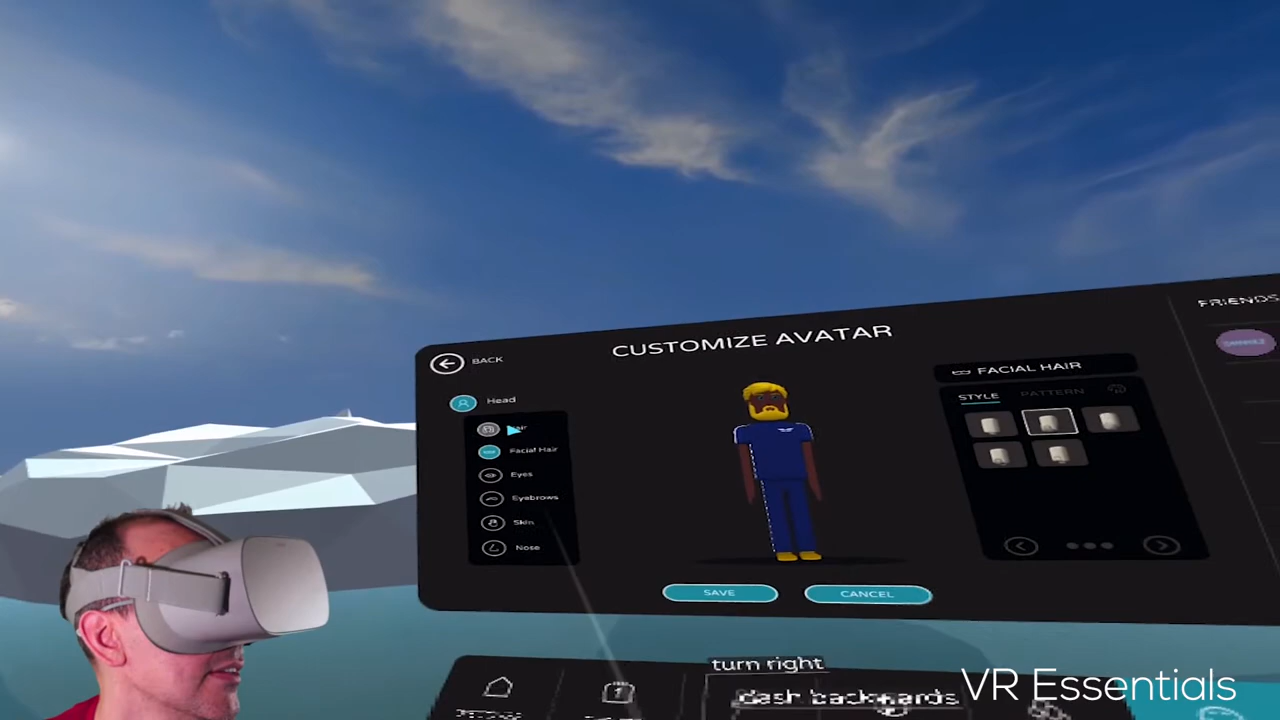 BACK
CUSTOMIZE AVATAR
FRIENDS
Head
Facial Hair
Eyes
Eyebrows
Skin
Nose
FACIAL HAIR
STYLE PATTERN
SAVE
CANCEL
turn right
dash backwards
VR Essentials